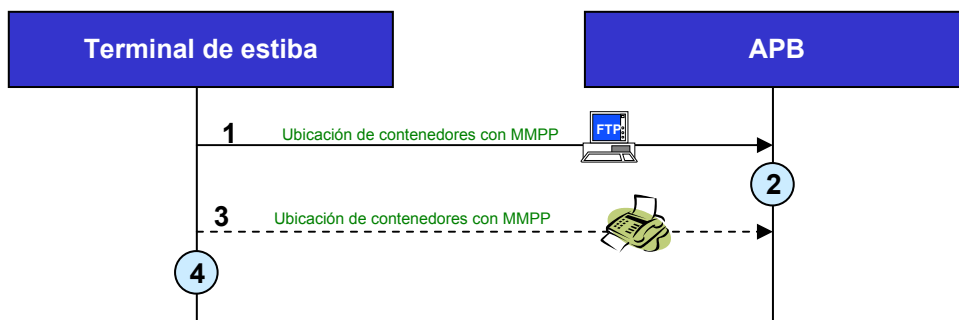 Terminal de estiba
APB
1
Ubicación de contenedores con MMPP
FTP
2
3
Ubicación de contenedores con MMPP
4